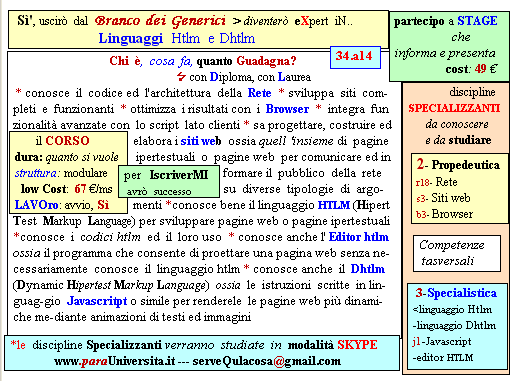 Sì', uscirò dal Branco dei Generici > diventerò eXpert iN..
Linguaggi Htlm e Dhtlm
partecipo a STAGE
che
informa e presenta
cost: 49 €
34.a14
Chi è, cosa fa, quanto Guadagna?
con Diploma, con Laurea
* conosce il codice ed l'architettura della Rete * sviluppa siti com-
pleti e funzionanti * ottimizza i risultati con i Browser * integra fun
zionalità avanzate con lo script lato clienti * sa progettare, costruire ed
elabora i siti web ossia quell 'insieme di pagine
ipertestuali o pagine web per comunicare ed in
formare il pubblico della rete
su diverse tipologie di argo-
menti * conosce bene il linguaggio HTLM (Hipert
Test Markup Language) per sviluppare pagine web o pagine ipertestuali
*conosce i codici htlm ed il loro uso * conosce anche l' Editor htlm
ossia il programma che consente di proettare una pagina web senza ne-
cessariamente conosce il linguaggio htlm * conosce anche il Dhtlm
(Dynamic Hipertest Markup Language) ossia le istruzioni scritte in lin-
guag-gio Javascritpt o simile per renderele le pagine web più dinami-
che me-diante animazioni di testi ed immagini
il CORSO
dura: quanto si vuole
struttura: modulare
low Cost: 67 €/ms
LAVOro: avvio, Sì
per IscriverMI
avrò successo
discipline
SPECIALIZZANTI
da conoscere
e da studiare
2- Propedeutica
r18- Rete
s3- Siti web
b3- Browser
Competenze
tasversali
3-Specialistica
<linguaggio Htlm
-linguaggio Dhtlm
j1-Javascript
-editor HTLM
*le discipline Specializzanti verranno studiate in modalità SKYPE
www.paraUniversita.it --- serveQulacosa@gmail.com